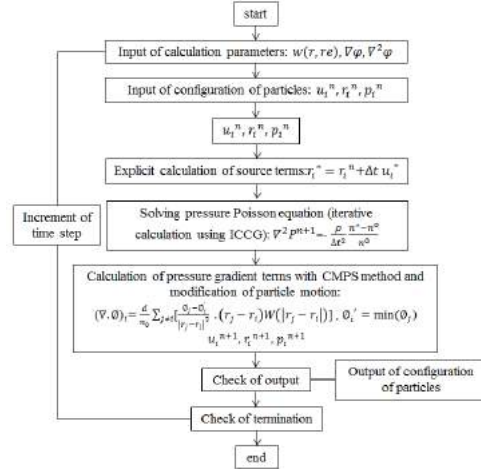 start
Input of calculation parameters: w(r,re), ∇φ, ∇²φ
Input of configuration of particles: uᵢⁿ, rᵢⁿ, pᵢⁿ
uᵢⁿ, rᵢⁿ, pᵢⁿ
Explicit calculation of source terms:rᵢ* = rᵢⁿ+Δt uᵢ*
Increment of
time step
Solving pressure Poisson equation (iterative
calculation using ICCG): ∇²Pⁿ⁺¹=-ρ/Δt² (n*−n⁰)/n⁰
Calculation of pressure gradient terms with CMPS method and
modification of particle motion:
(∇.Ø)ᵢ=d/n₀ ∑ⱼ≠ᵢ[(Øⱼ−Øᵢ′)/|rⱼ−rᵢ|² .(rⱼ − rᵢ)W(|rⱼ − rᵢ|)] , Øᵢ′ = min(Øⱼ)
uᵢⁿ⁺¹, rᵢⁿ⁺¹, pᵢⁿ⁺¹
Check of output
Output of configuration
of particles
Check of termination
end